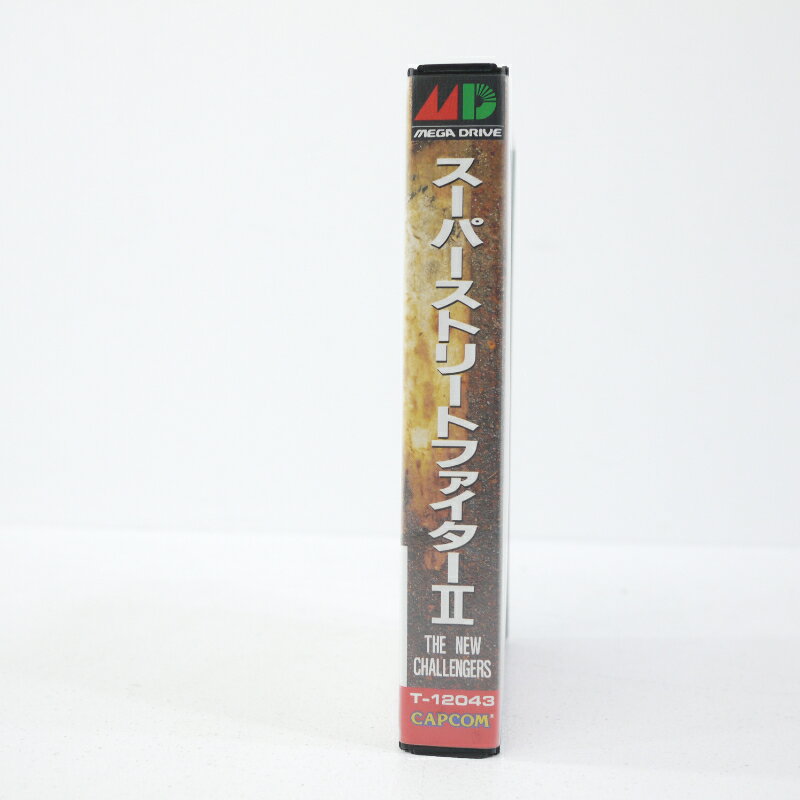 MD
MEGA DRIVE
スーパーストリートファイターII
THE NEW
CHALLENGERS
T-12043
CAPCOM®